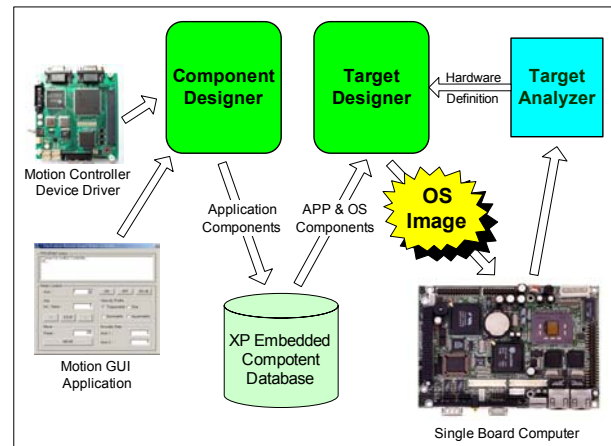 Component
Designer
Target
Designer
Hardware
Definition
Target
Analyzer
Motion Controller
Device Driver
Application
Components
APP & OS
Components
OS
Image
XP Embedded
Compotent
Database
Motion GUI
Application
Single Board Computer